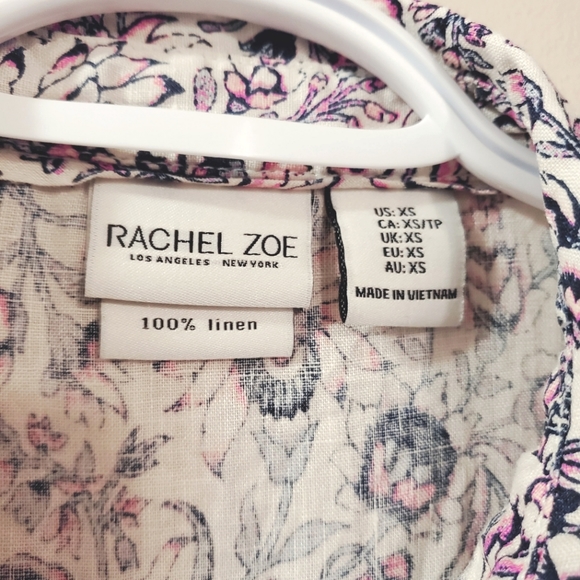 RACHEL ZOE
LOS ANGELES NEW YORK
100% linen
US: XS
CA: XS/TP
UK: XS
EU: XS
AU: XS
MADE IN VIETNAM